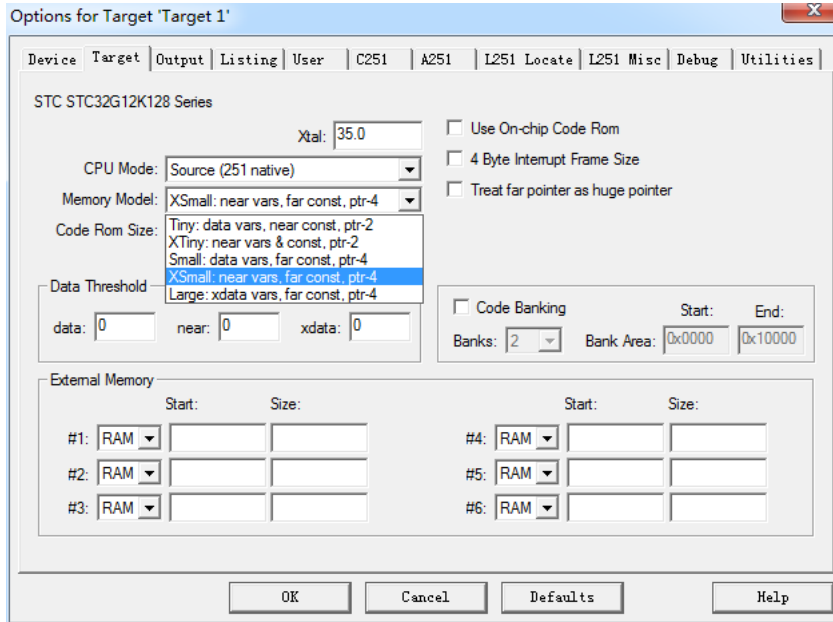 Options for Target 'Target 1'
Device Target Output Listing User C251 A251 L251 Locate L251 Misc Debug Utilities
STC STC32G12K128 Series
Xtal: 35.0
Use On-chip Code Rom
CPU Mode: Source (251 native)
4 Byte Interrupt Frame Size
Memory Model: XSmall: near vars, far const, ptr-4
Treat far pointer as huge pointer
Code Rom Size:
Tiny: data vars, near const, ptr-2
XTiny: near vars & const, ptr-2
Small: data vars, far const, ptr-4
XSmall: near vars, far const, ptr-4
Large: xdata vars, far const, ptr-4
Data Threshold
data: 0 near: 0 xdata: 0
Code Banking Start: End:
Banks: 2 Bank Area: 0x0000 0x10000
External Memory
Start: Size: Start: Size:
#1: RAM #4: RAM
#2: RAM #5: RAM
#3: RAM #6: RAM
OK Cancel Defaults Help